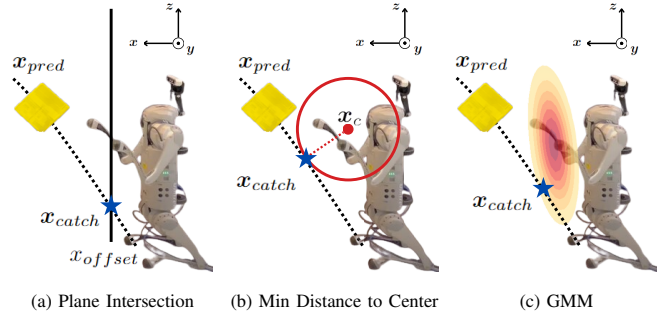 z
x
y
x_pred
x_catch
x_offset
(a) Plane Intersection
z
x
y
x_pred
x_c
x_catch
(b) Min Distance to Center
z
x
y
x_pred
x_catch
(c) GMM